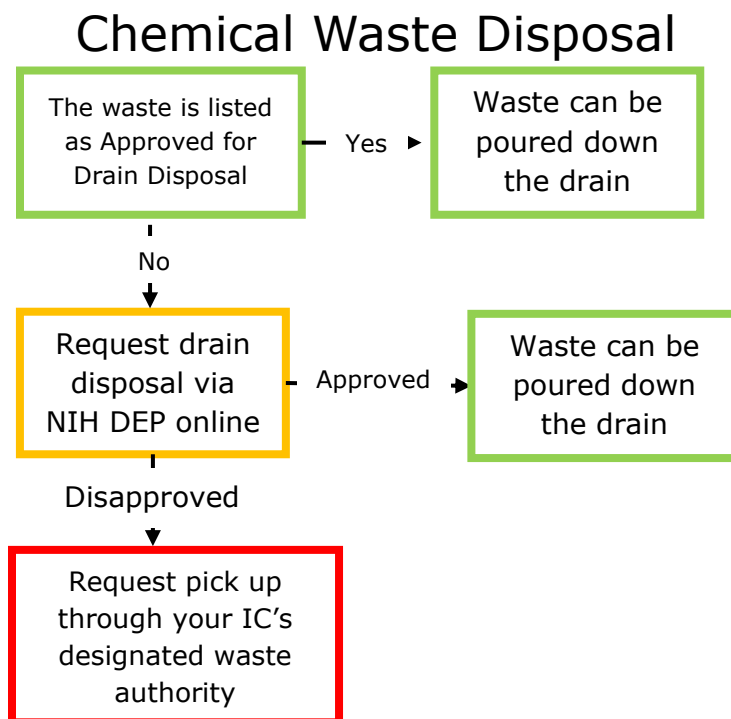 Chemical Waste Disposal
The waste is listed
as Approved for
Drain Disposal
Yes
Waste can be
poured down
the drain
No
Request drain
disposal via
NIH DEP online
Approved
Waste can be
poured down
the drain
Disapproved
Request pick up
through your IC’s
designated waste
authority